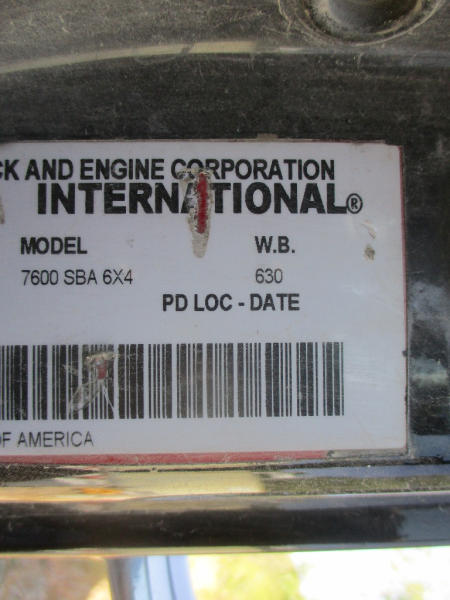 CK AND ENGINE CORPORATION
INTERNATIONAL®
MODEL W.B.
7600 SBA 6X4 630
PD LOC - DATE
OF AMERICA